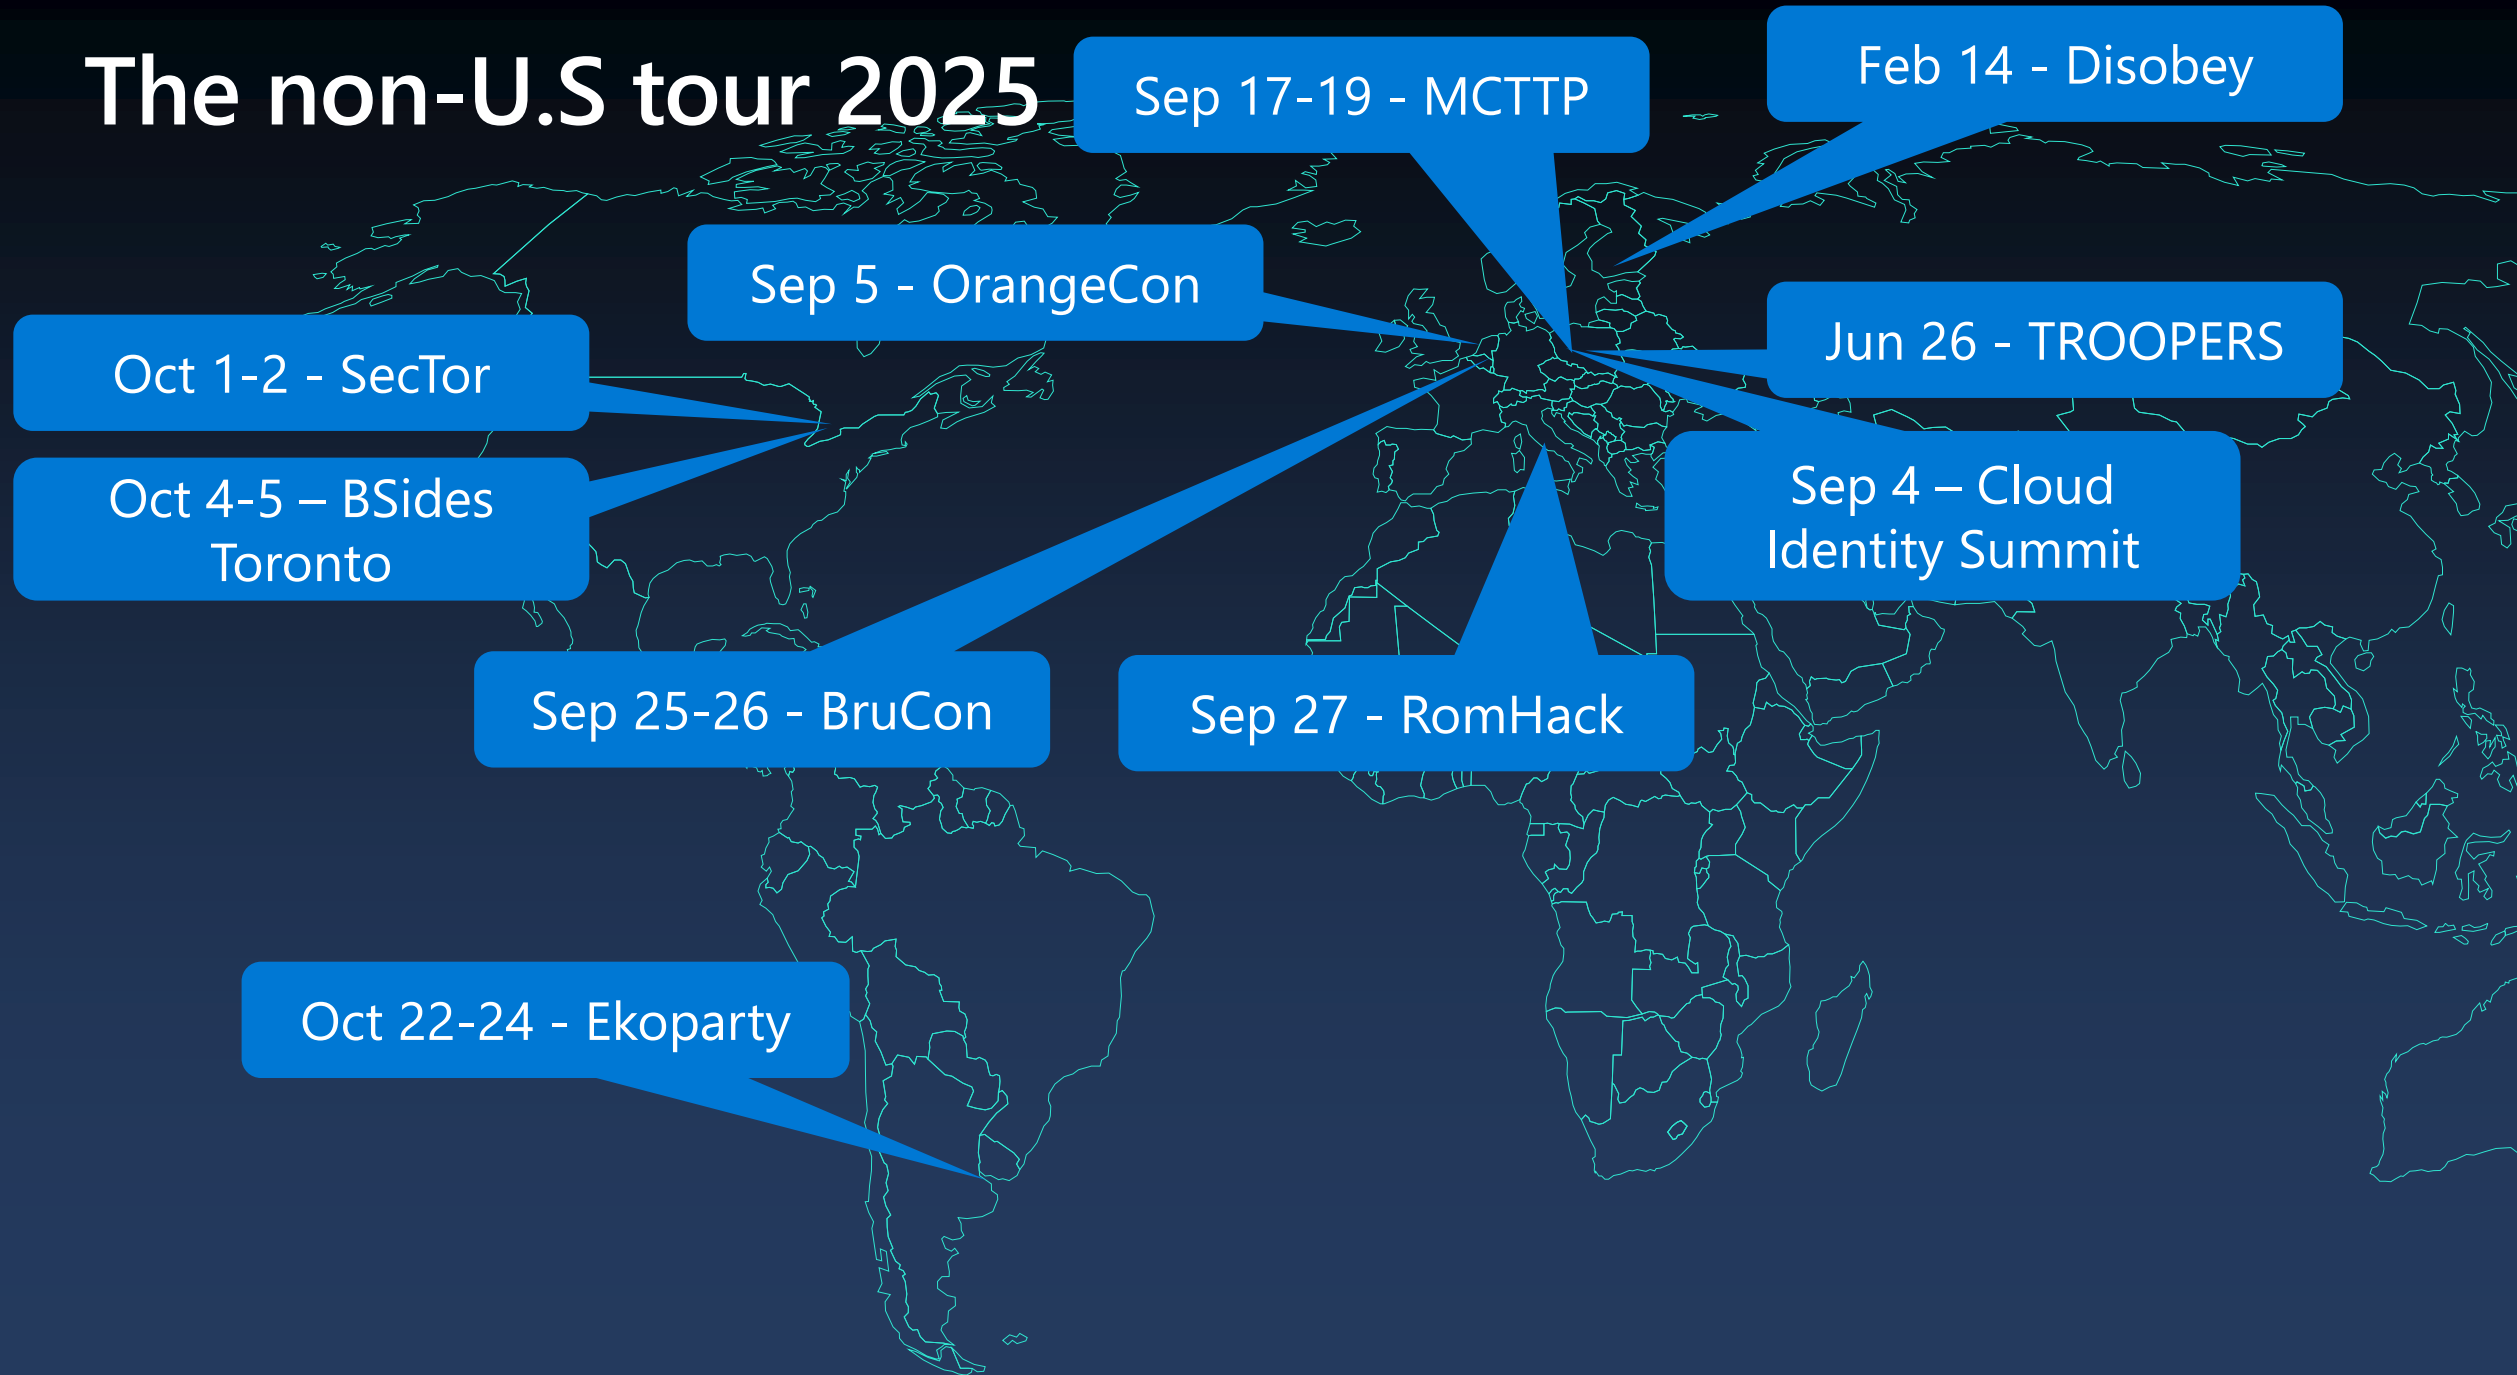 The non-U.S tour 2025
Sep 17-19 - MCTTP
Feb 14 - Disobey
Sep 5 - OrangeCon
Jun 26 - TROOPERS
Oct 1-2 - SecTor
Oct 4-5 – BSides
Toronto
Sep 4 – Cloud
Identity Summit
Sep 25-26 - BruCon
Sep 27 - RomHack
Oct 22-24 - Ekoparty